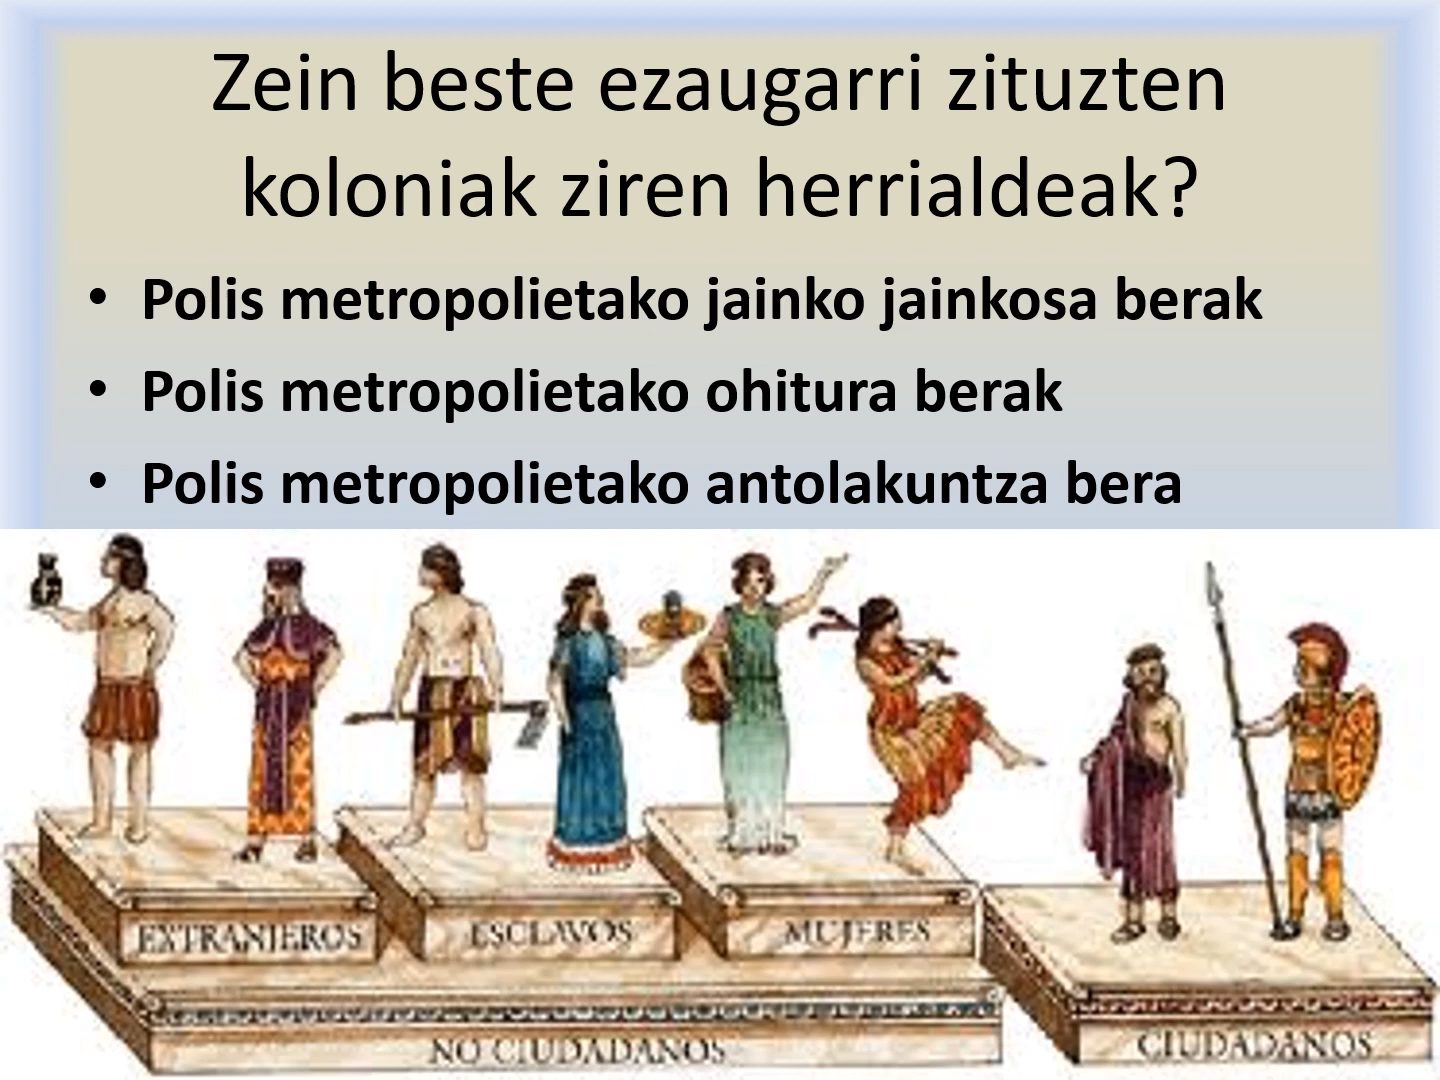 Zein beste ezaugarri zituzten
koloniak ziren herrialdeak?
• Polis metropolietako jainko jainkosa berak
• Polis metropolietako ohitura berak
• Polis metropolietako antolakuntza bera
EXTRANJEROS
ESCLAVOS
MUJERES
NO CIUDADANOS
CIUDADANOS